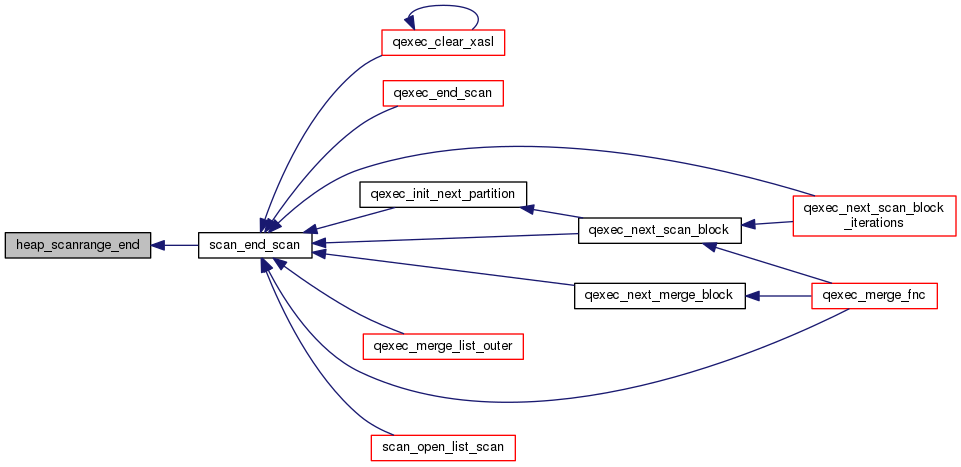 qexec_clear_xasl
qexec_end_scan
qexec_init_next_partition
qexec_next_scan_block
_iterations
qexec_next_scan_block
heap_scanrange_end
scan_end_scan
qexec_next_merge_block
qexec_merge_fnc
qexec_merge_list_outer
scan_open_list_scan